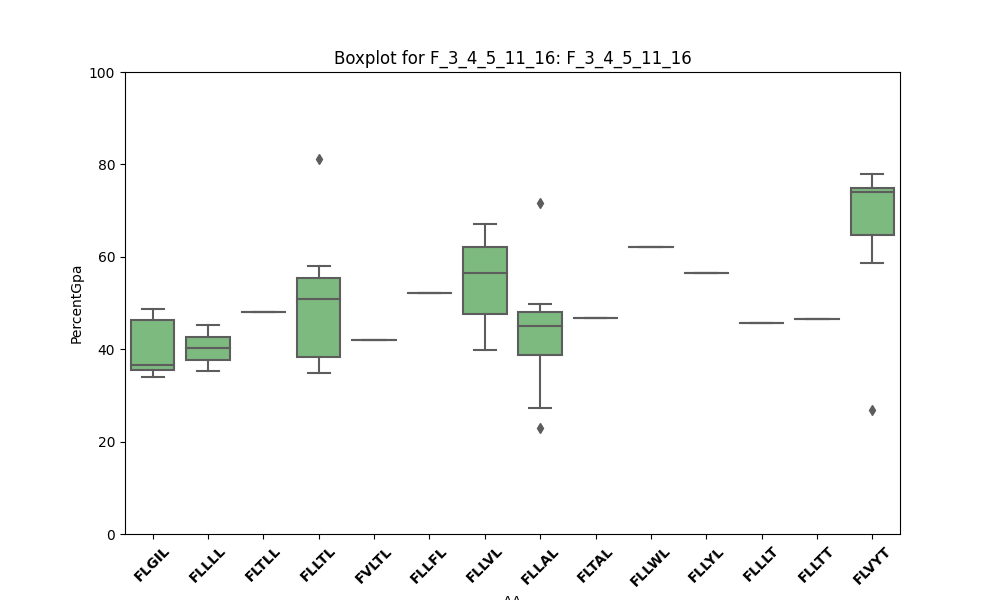 Boxplot for F_3_4_5_11_16: F_3_4_5_11_16
100
80
60
40
20
0
PercentGpa
FLGIL
FLLLL
FLTLL
FLLTL
FVLTL
FLLFL
FLLVL
FLLAL
FLTAL
FLLWL
FLLYL
FLLLT
FLLTT
FLVYT
AA